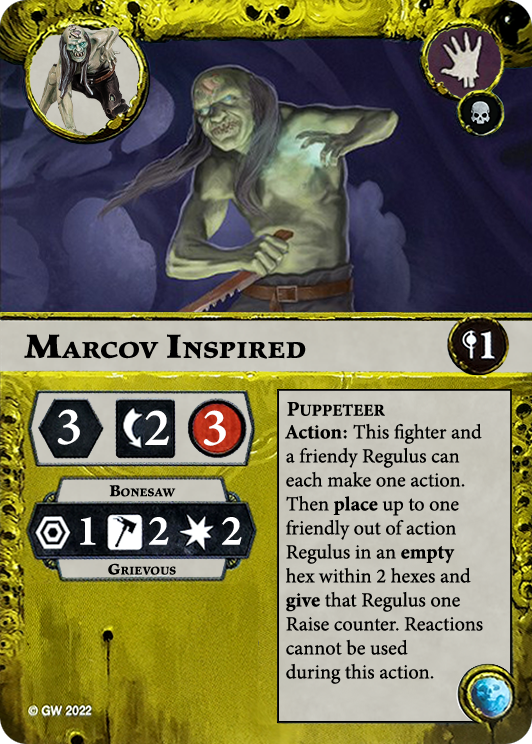 Marcov Inspired
1
3 2 3
Bonesaw
1 2 2
Grievous
Puppeteer
Action: This fighter and
a friendly Regulus can
each make one action.
Then place up to one
friendly out of action
Regulus in an empty
hex within 2 hexes and
give that Regulus one
Raise counter. Reactions
cannot be used
during this action.
© GW 2022